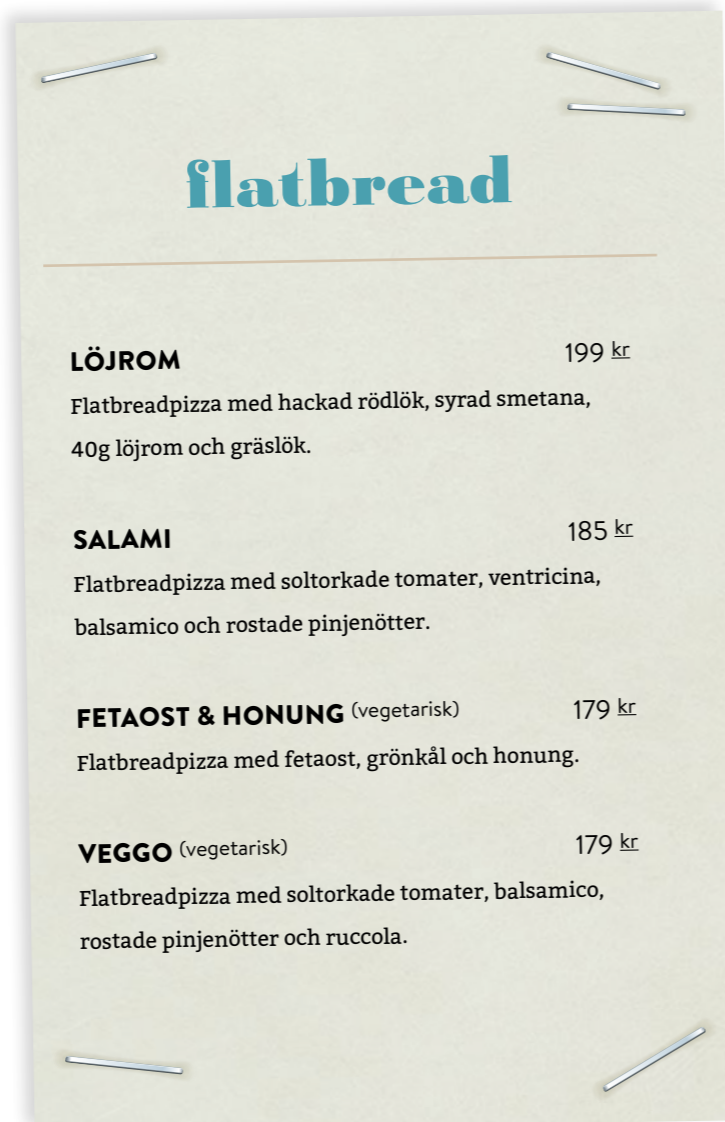 flatbread
LÖJROM 199 kr
Flatbreadpizza med hackad rödlök, syrad smetana,
40g löjrom och gräslök.
SALAMI 185 kr
Flatbreadpizza med soltorkade tomater, ventricina,
balsamico och rostade pinjenötter.
FETAOST & HONUNG (vegetarisk) 179 kr
Flatbreadpizza med fetaost, grönkål och honung.
VEGGO (vegetarisk) 179 kr
Flatbreadpizza med soltorkade tomater, balsamico,
rostade pinjenötter och ruccola.